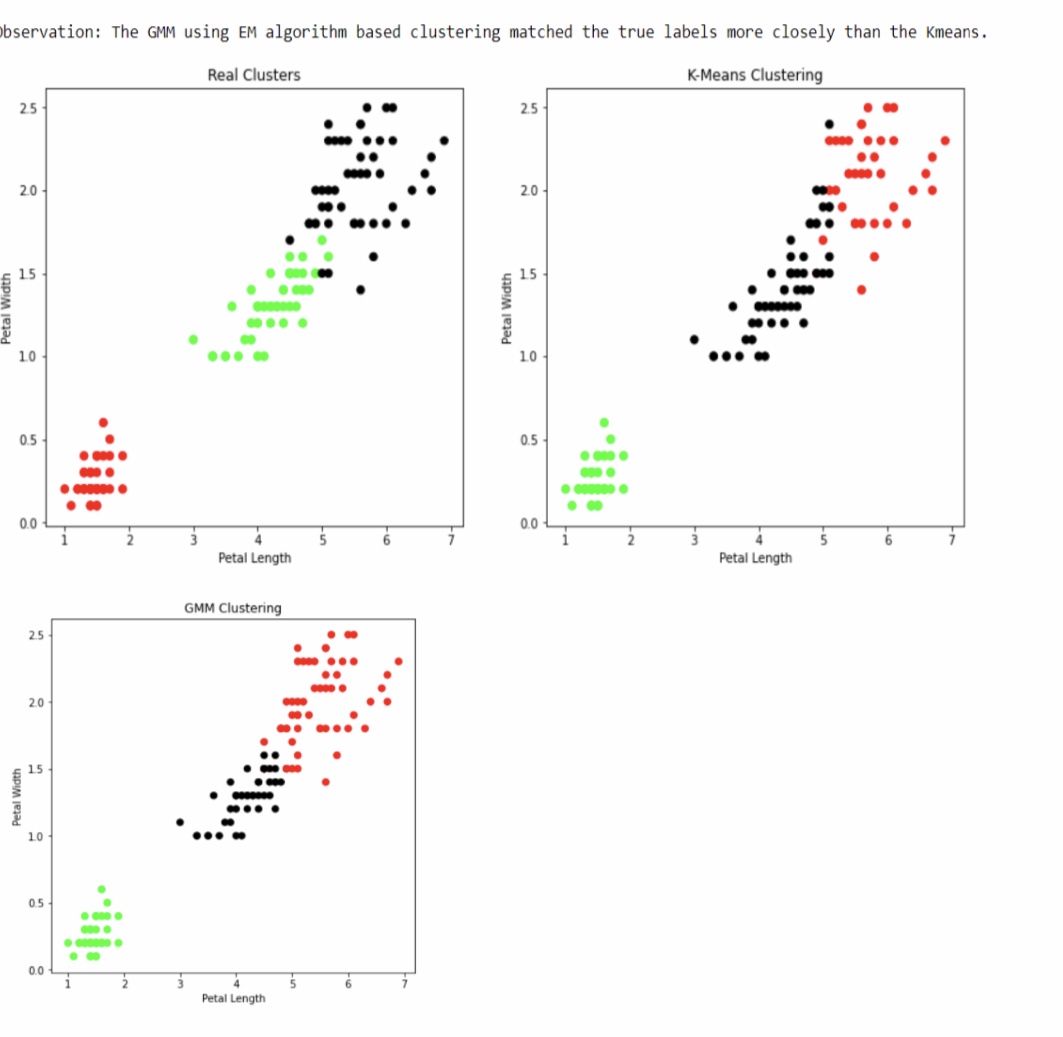 Observation: The GMM using EM algorithm based clustering matched the true labels more closely than the Kmeans.
Real Clusters
2.5
2.0
1.5
1.0
0.5
0.0
Petal Width
1 2 3 4 5 6 7
Petal Length
K-Means Clustering
2.5
2.0
1.5
1.0
0.5
0.0
Petal Width
1 2 3 4 5 6 7
Petal Length
GMM Clustering
2.5
2.0
1.5
1.0
0.5
0.0
Petal Width
1 2 3 4 5 6 7
Petal Length